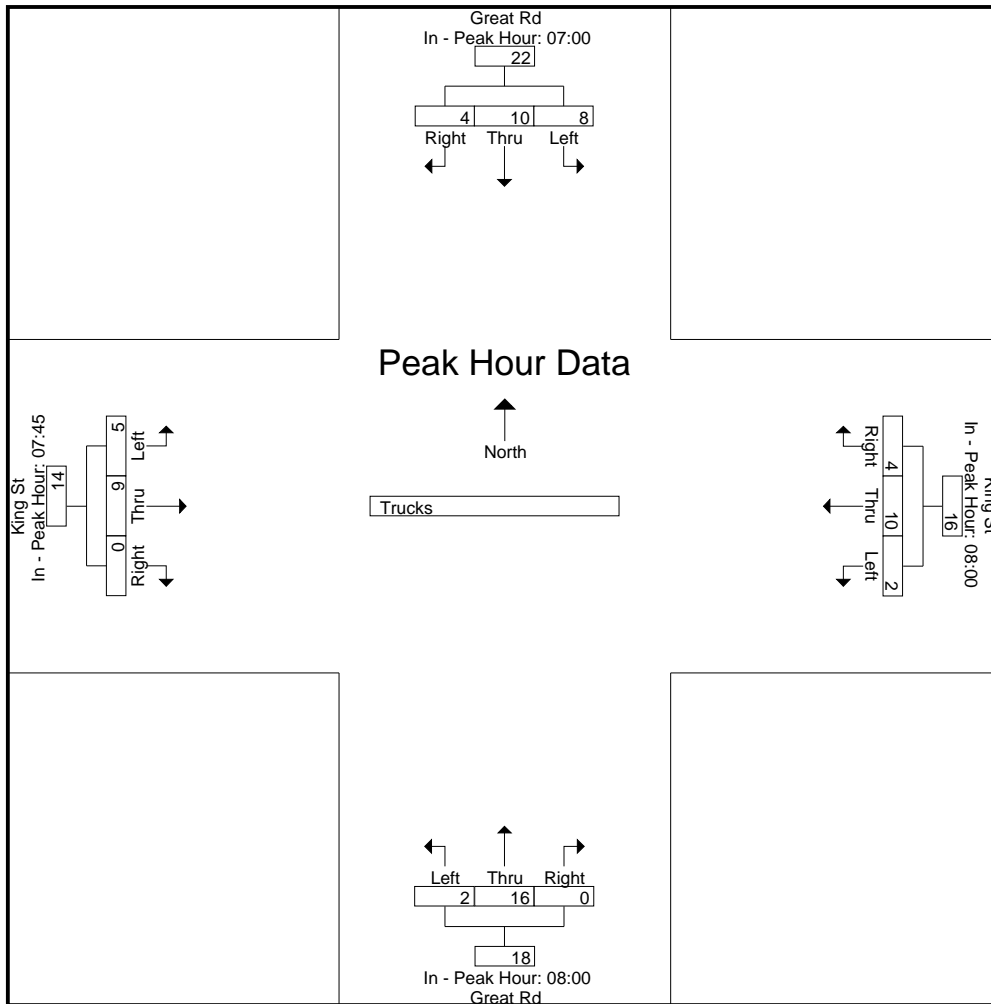 Great Rd
In - Peak Hour: 07:00
22
4 10 8
Right Thru Left
Peak Hour Data
North
Trucks
King St
In - Peak Hour: 07:45
14
5 9 0
Left Thru Right
King St
In - Peak Hour: 08:00
16
4 10 2
Right Thru Left
Left Thru Right
2 16 0
18
In - Peak Hour: 08:00
Great Rd